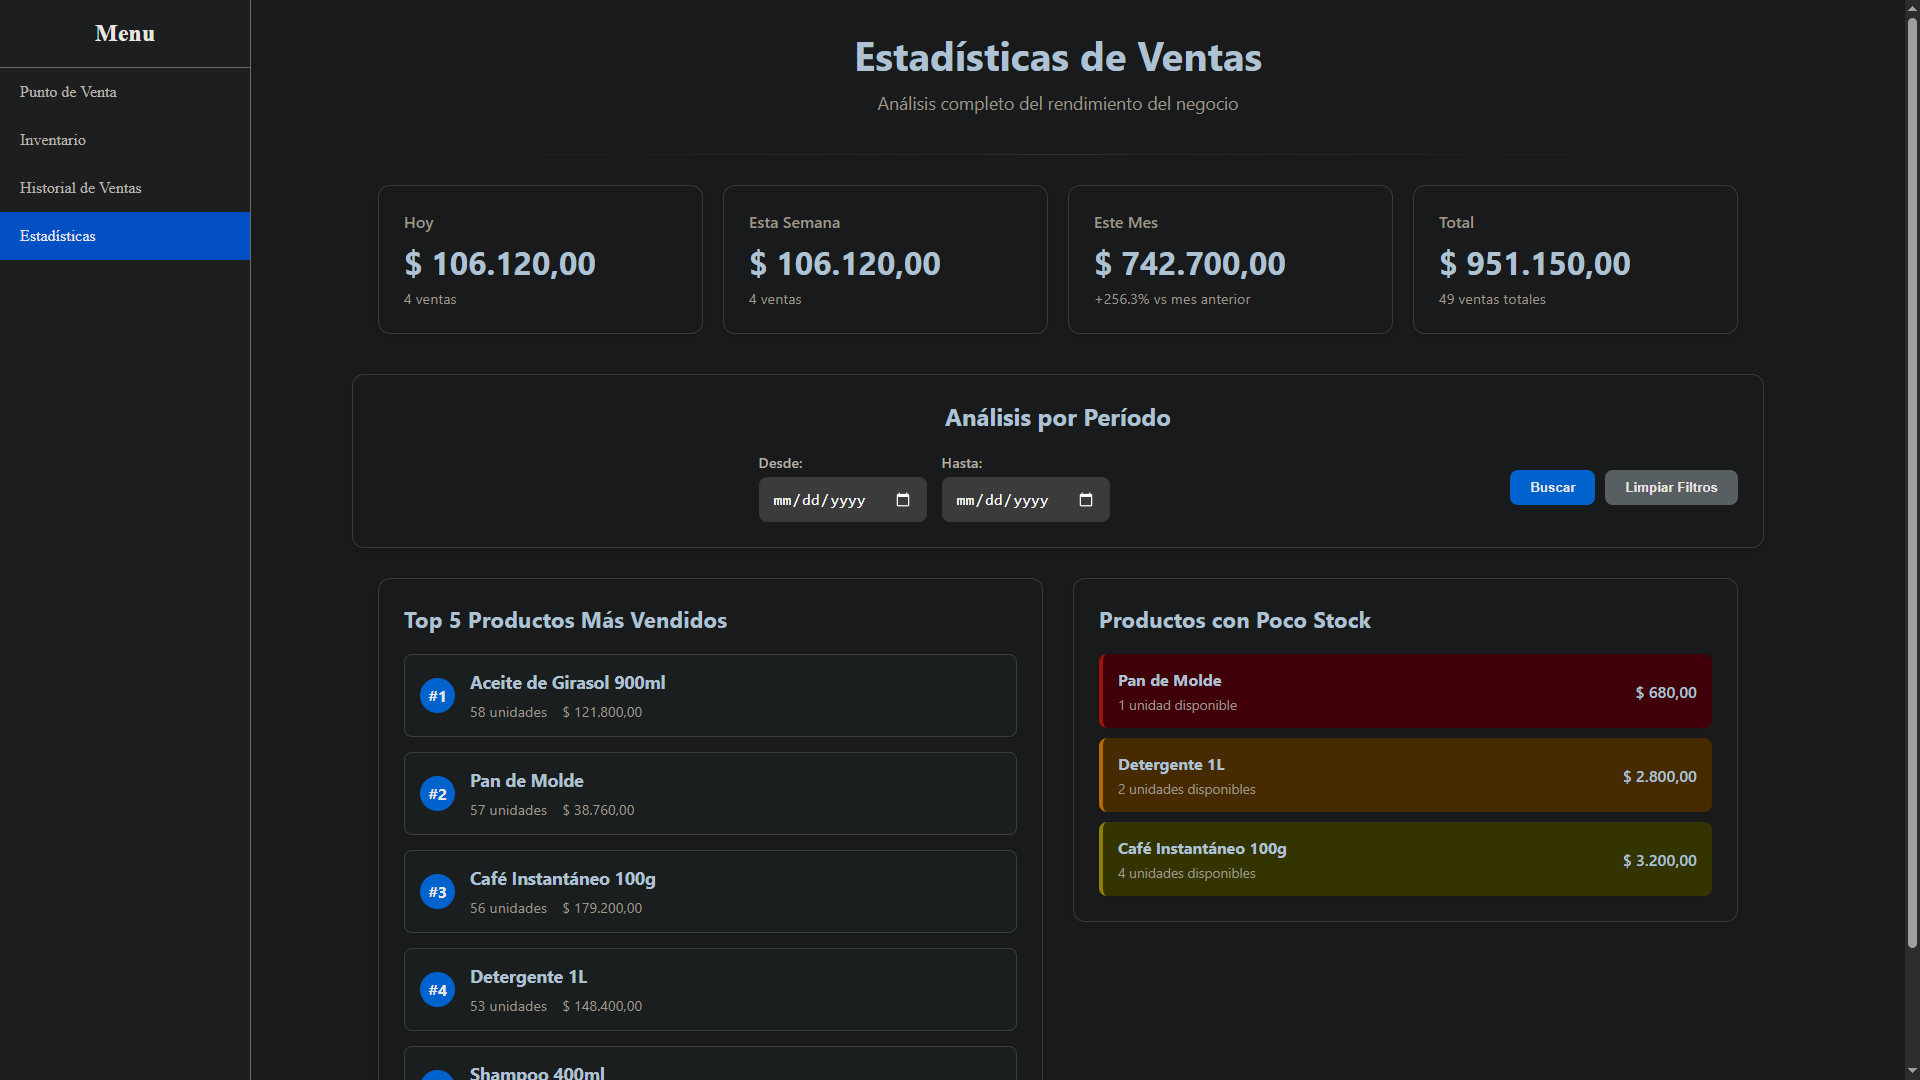 Menu
Punto de Venta
Inventario
Historial de Ventas
Estadísticas
Estadísticas de Ventas
Análisis completo del rendimiento del negocio
Hoy
$ 106.120,00
4 ventas
Esta Semana
$ 106.120,00
4 ventas
Este Mes
$ 742.700,00
+256.3% vs mes anterior
Total
$ 951.150,00
49 ventas totales
Análisis por Período
Desde:
mm/dd/yyyy
Hasta:
mm/dd/yyyy
Buscar
Limpiar Filtros
Top 5 Productos Más Vendidos
#1
Aceite de Girasol 900ml
58 unidades $ 121.800,00
#2
Pan de Molde
57 unidades $ 38.760,00
#3
Café Instantáneo 100g
56 unidades $ 179.200,00
#4
Detergente 1L
53 unidades $ 148.400,00
Shampoo 400ml
Productos con Poco Stock
Pan de Molde
1 unidad disponible
$ 680,00
Detergente 1L
2 unidades disponibles
$ 2.800,00
Café Instantáneo 100g
4 unidades disponibles
$ 3.200,00